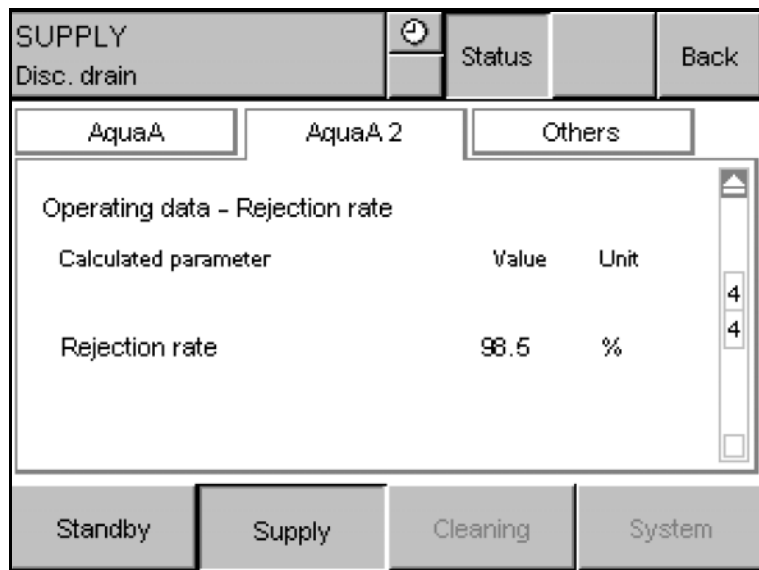 SUPPLY
Disc. drain
Status
Back
AquaA
AquaA 2
Others
Operating data - Rejection rate
Calculated parameter Value Unit
4
Rejection rate 98.5 %
4
Standby
Supply
Cleaning
System